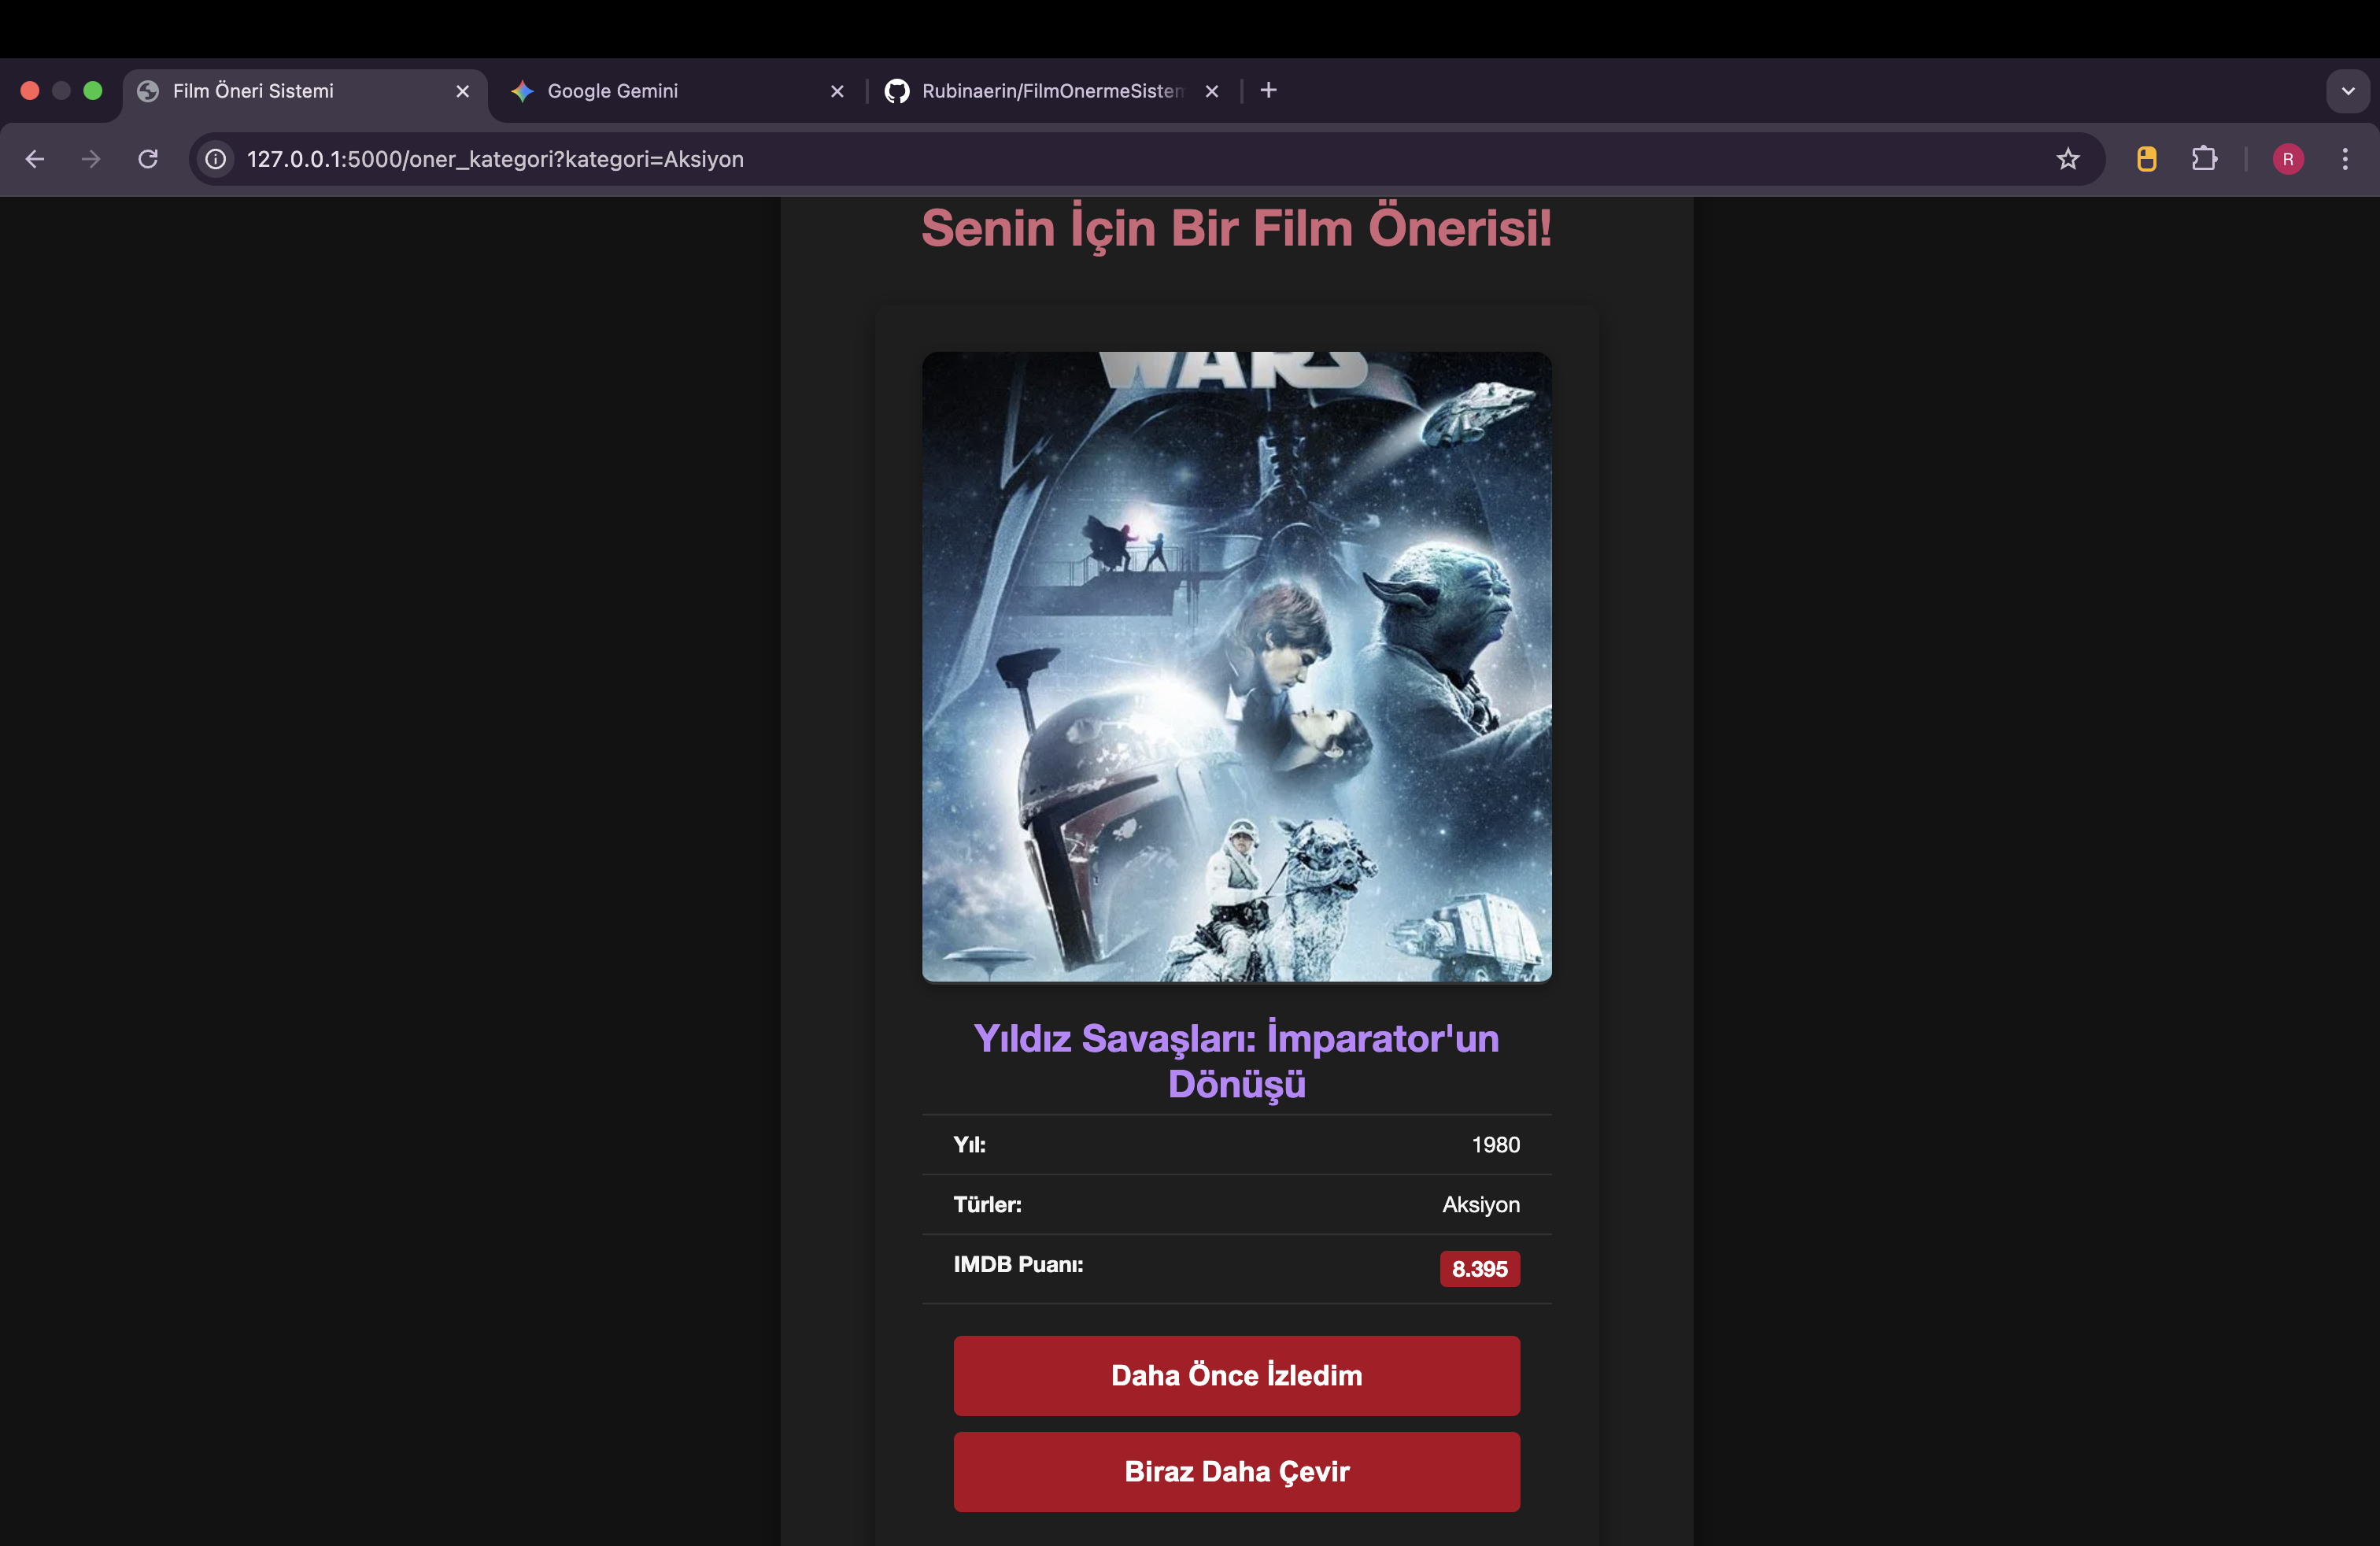 Film Öneri Sistemi
Google Gemini
Rubinaerin/FilmOnermeSistem
127.0.0.1:5000/oner_kategori?kategori=Aksiyon
R
Senin İçin Bir Film Önerisi!
WARS
Yıldız Savaşları: İmparator'un
Dönüşü
Yıl: 1980
Türler: Aksiyon
IMDB Puanı: 8.395
Daha Önce İzledim
Biraz Daha Çevir